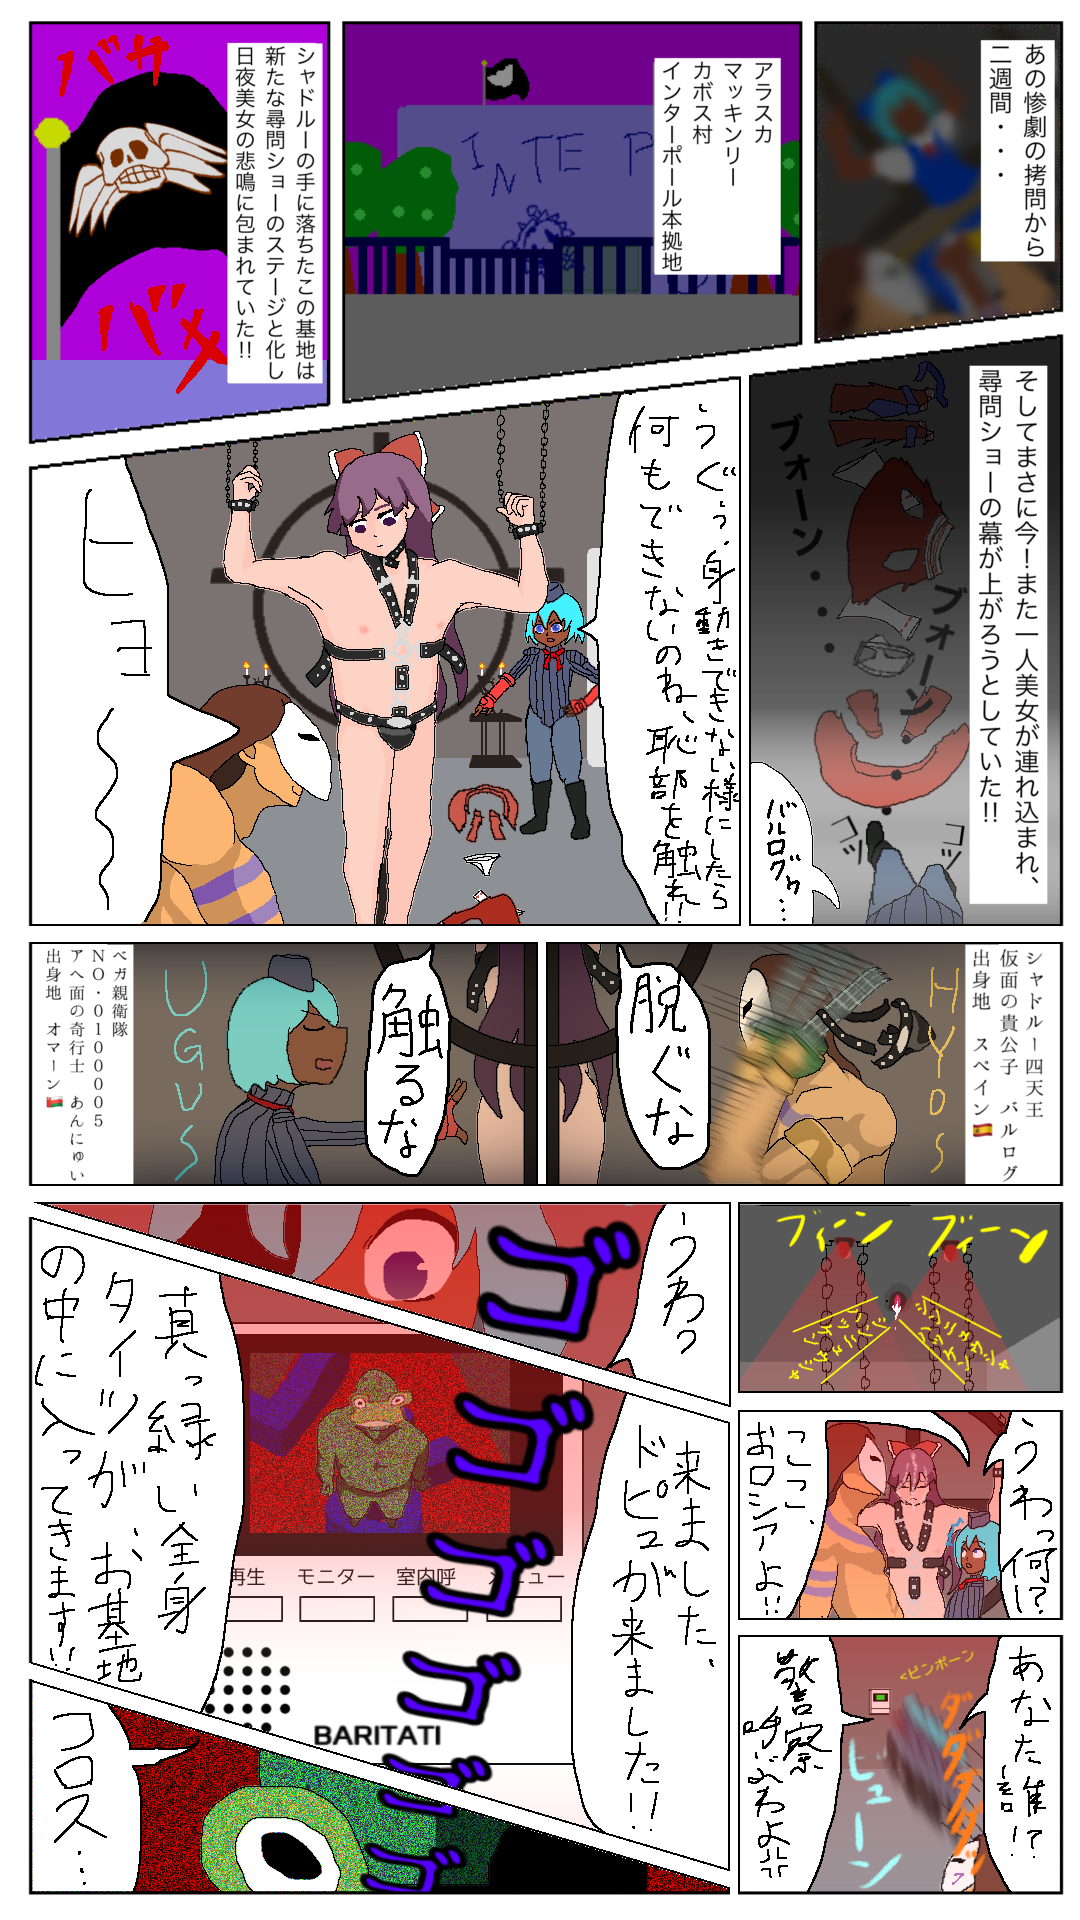 あの惨劇の拷問から
二週間・・・
アラスカ
マッキンリー
カボス村
インターポール本拠地
INTE P
シャドルーの手に落ちたこの基地は
新たな尋問ショーのステージと化し
日夜美女の悲鳴に包まれていた!!
バサ
バサ
そしてまさに今！また一人美女が連れ込まれ、
尋問ショーの幕が上がろうとしていた!!
ブォーン・・
ブォーン
コッ
コッ
バルログゥ…
うぐぅ、身動きできない様にしたら
何もできないのね、恥部を触れ!!
ヒョ
シャドルー四天王
仮面の貴公子　バルログ
出身地　スペイン🇪🇸
HYOS
脱ぐな
触るな
UGUS
ベガ親衛隊
NO・0100005
アヘ面の奇行士　あんにゅい
出身地　オマーン🇴🇲
ブィーン
ブィーン
うわっ何!?
ここ、
おロシアよ!!
あなた誰!?
<ピンポーン
ダダダダダ
ビューン
警察
呼ぶわよ!!
うわっ
ゴゴゴゴゴゴ
来ました、
ドピュが来ました!!
真っ緑い全身
タイツが、お基地
の中に入ってきます!!
再生
モニター
室内呼
ニュー
BARITATI
コロス…